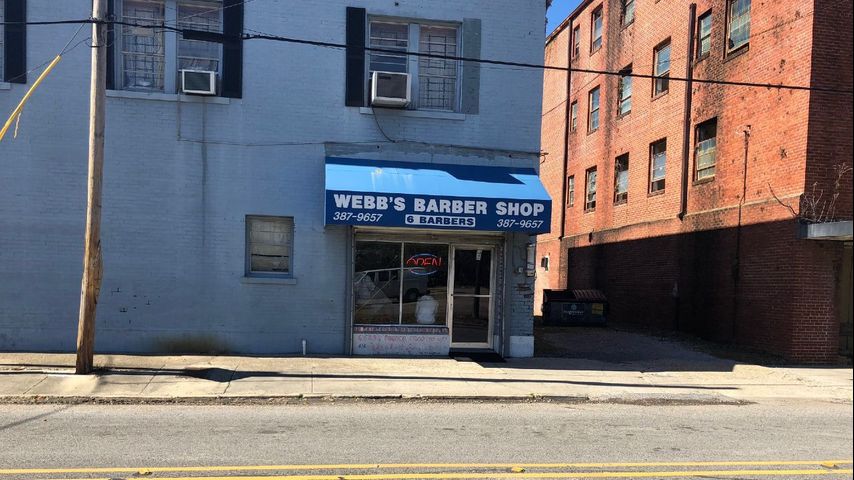 WEBB'S BARBER SHOP
387-9657 6 BARBERS 387-9657
OPEN